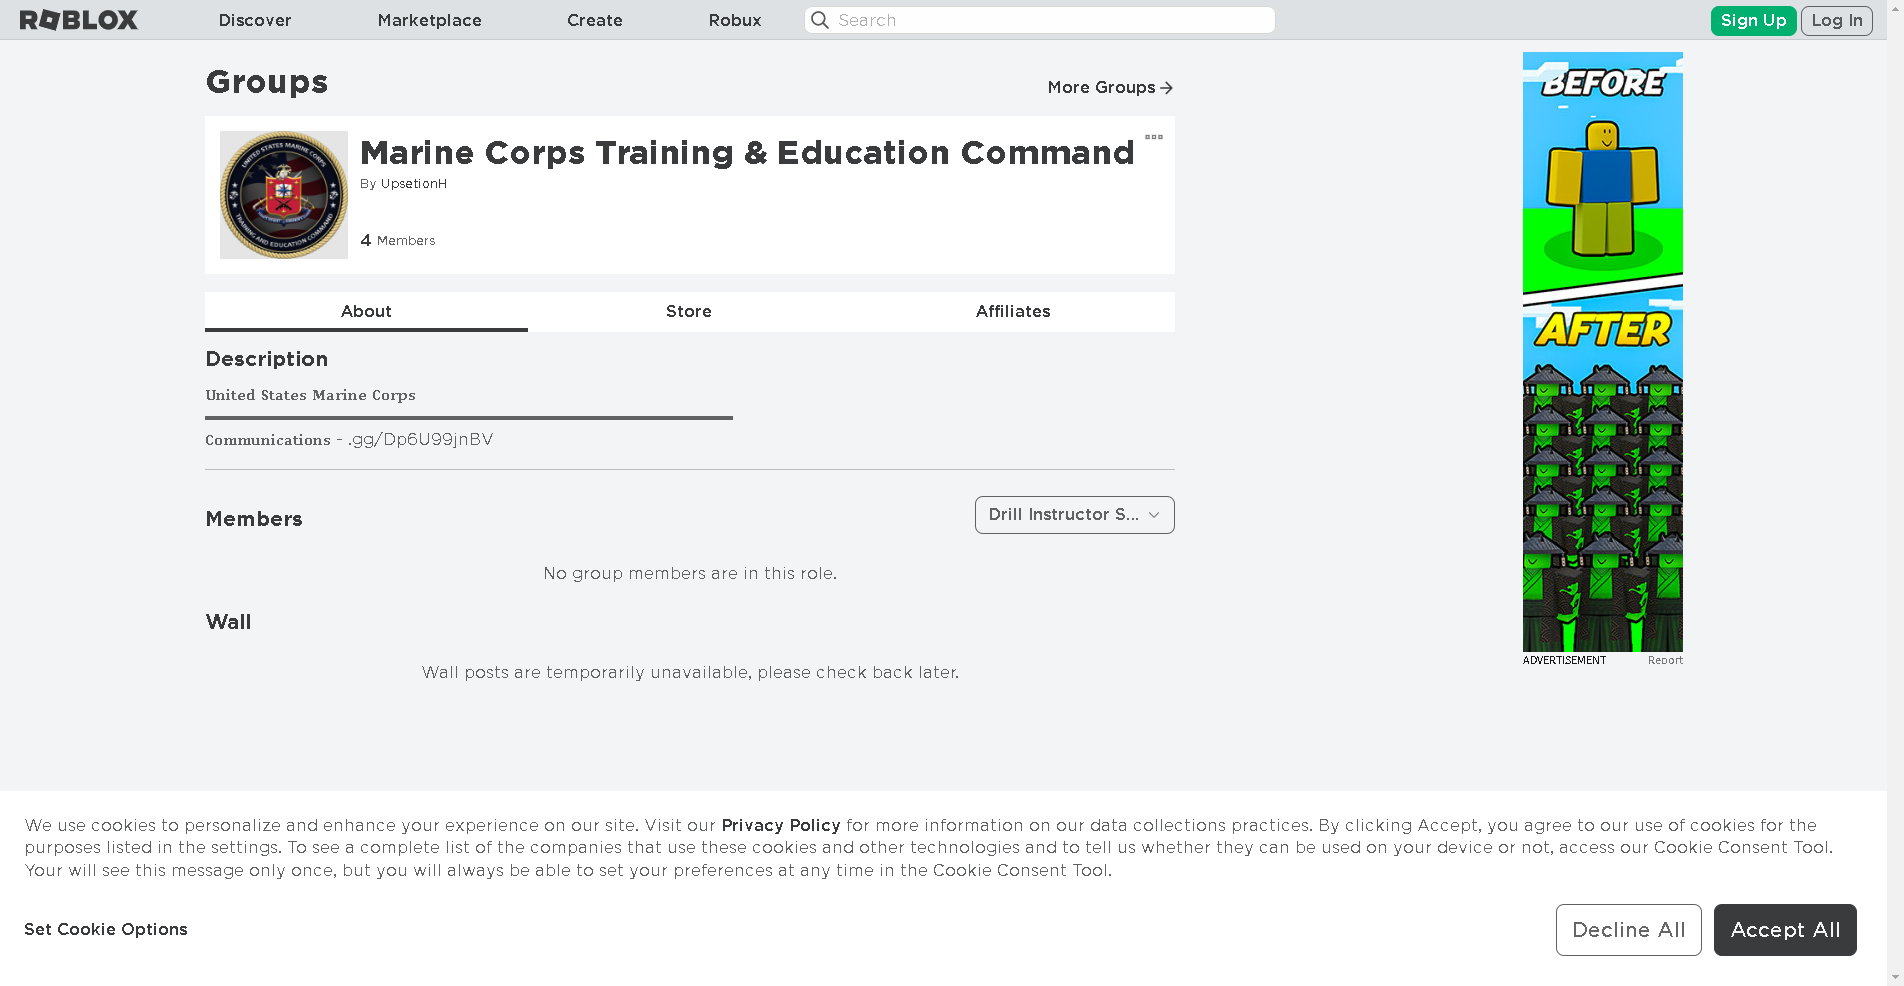 ROBLOX
Discover
Marketplace
Create
Robux
Search
Sign Up
Log In
Groups
More Groups
Marine Corps Training & Education Command
By UpsetionH
4 Members
UNITED STATES MARINE CORPS
TRAINING AND EDUCATION COMMAND
About
Store
Affiliates
Description
United States Marine Corps
Communications - .gg/Dp6U99jnBV
Members
Drill Instructor S...
No group members are in this role.
Wall
Wall posts are temporarily unavailable, please check back later.
BEFORE
AFTER
ADVERTISEMENT
Report
We use cookies to personalize and enhance your experience on our site. Visit our Privacy Policy for more information on our data collections practices. By clicking Accept, you agree to our use of cookies for the
purposes listed in the settings. To see a complete list of the companies that use these cookies and other technologies and to tell us whether they can be used on your device or not, access our Cookie Consent Tool.
Your will see this message only once, but you will always be able to set your preferences at any time in the Cookie Consent Tool.
Set Cookie Options
Decline All
Accept All